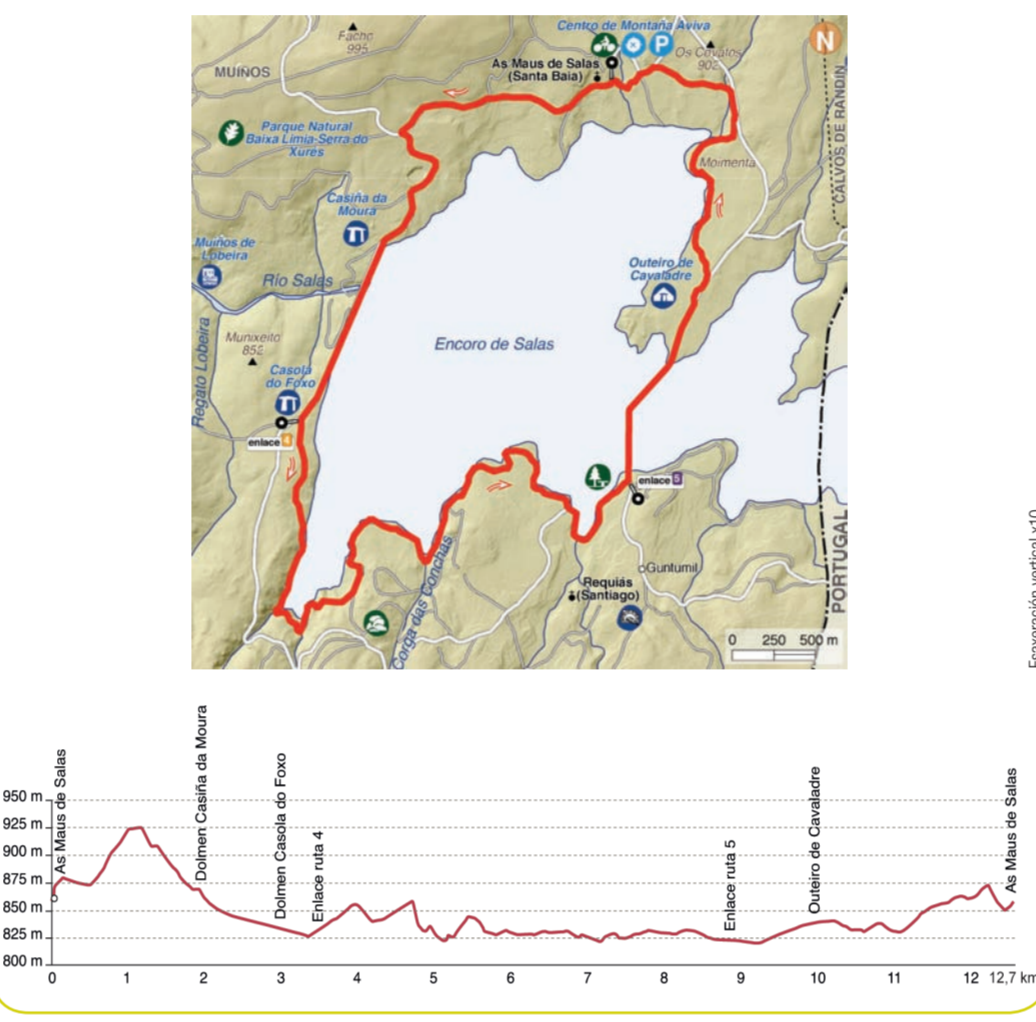 Centro de Montaña Aviva
Facho
995
Os Cevatos
902
N
P
As Maus de Salas
(Santa Baia)
MUÍÑOS
CALVOS DE RANDÍN
Parque Natural
Baixa Limia-Serra do
Xurés
Moimenta
Casiña da
Moura
Muíños de
Lobeira
Río Salas
Outeiro de
Cavaladre
Regato Lobeira
Munixeito
852
Encoro de Salas
Casola
do Foxo
enlace 4
enlace 5
Corga das Conchas
Guntumil
Requiás
(Santiago)
PORTUGAL
0 250 500 m
Esaxeración vertical x10
As Maus de Salas
Dolmen Casiña da Moura
Dolmen Casola do Foxo
Enlace ruta 4
Enlace ruta 5
Outeiro de Cavaladre
As Maus de Salas
950 m
925 m
900 m
875 m
850 m
825 m
800 m
0 1 2 3 4 5 6 7 8 9 10 11 12 12,7 km